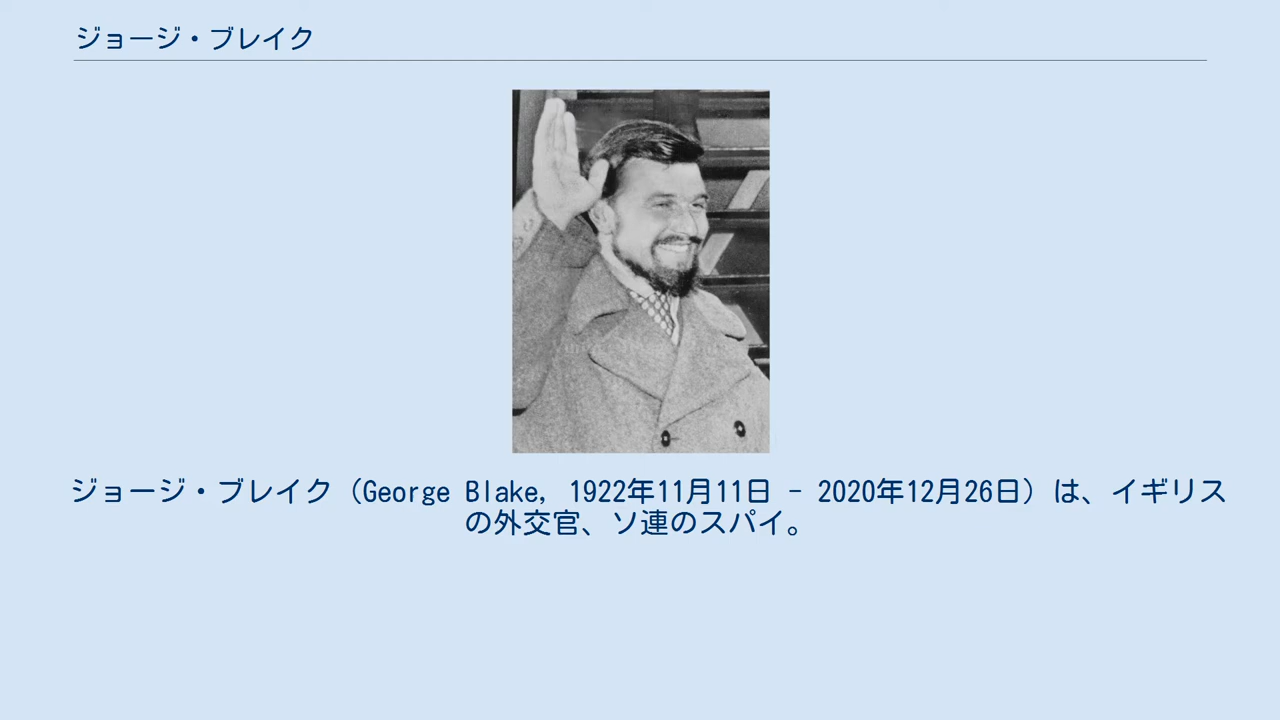 ジョージ・ブレイク
ジョージ・ブレイク（George Blake, 1922年11月11日 - 2020年12月26日）は、イギリス
の外交官、ソ連のスパイ。